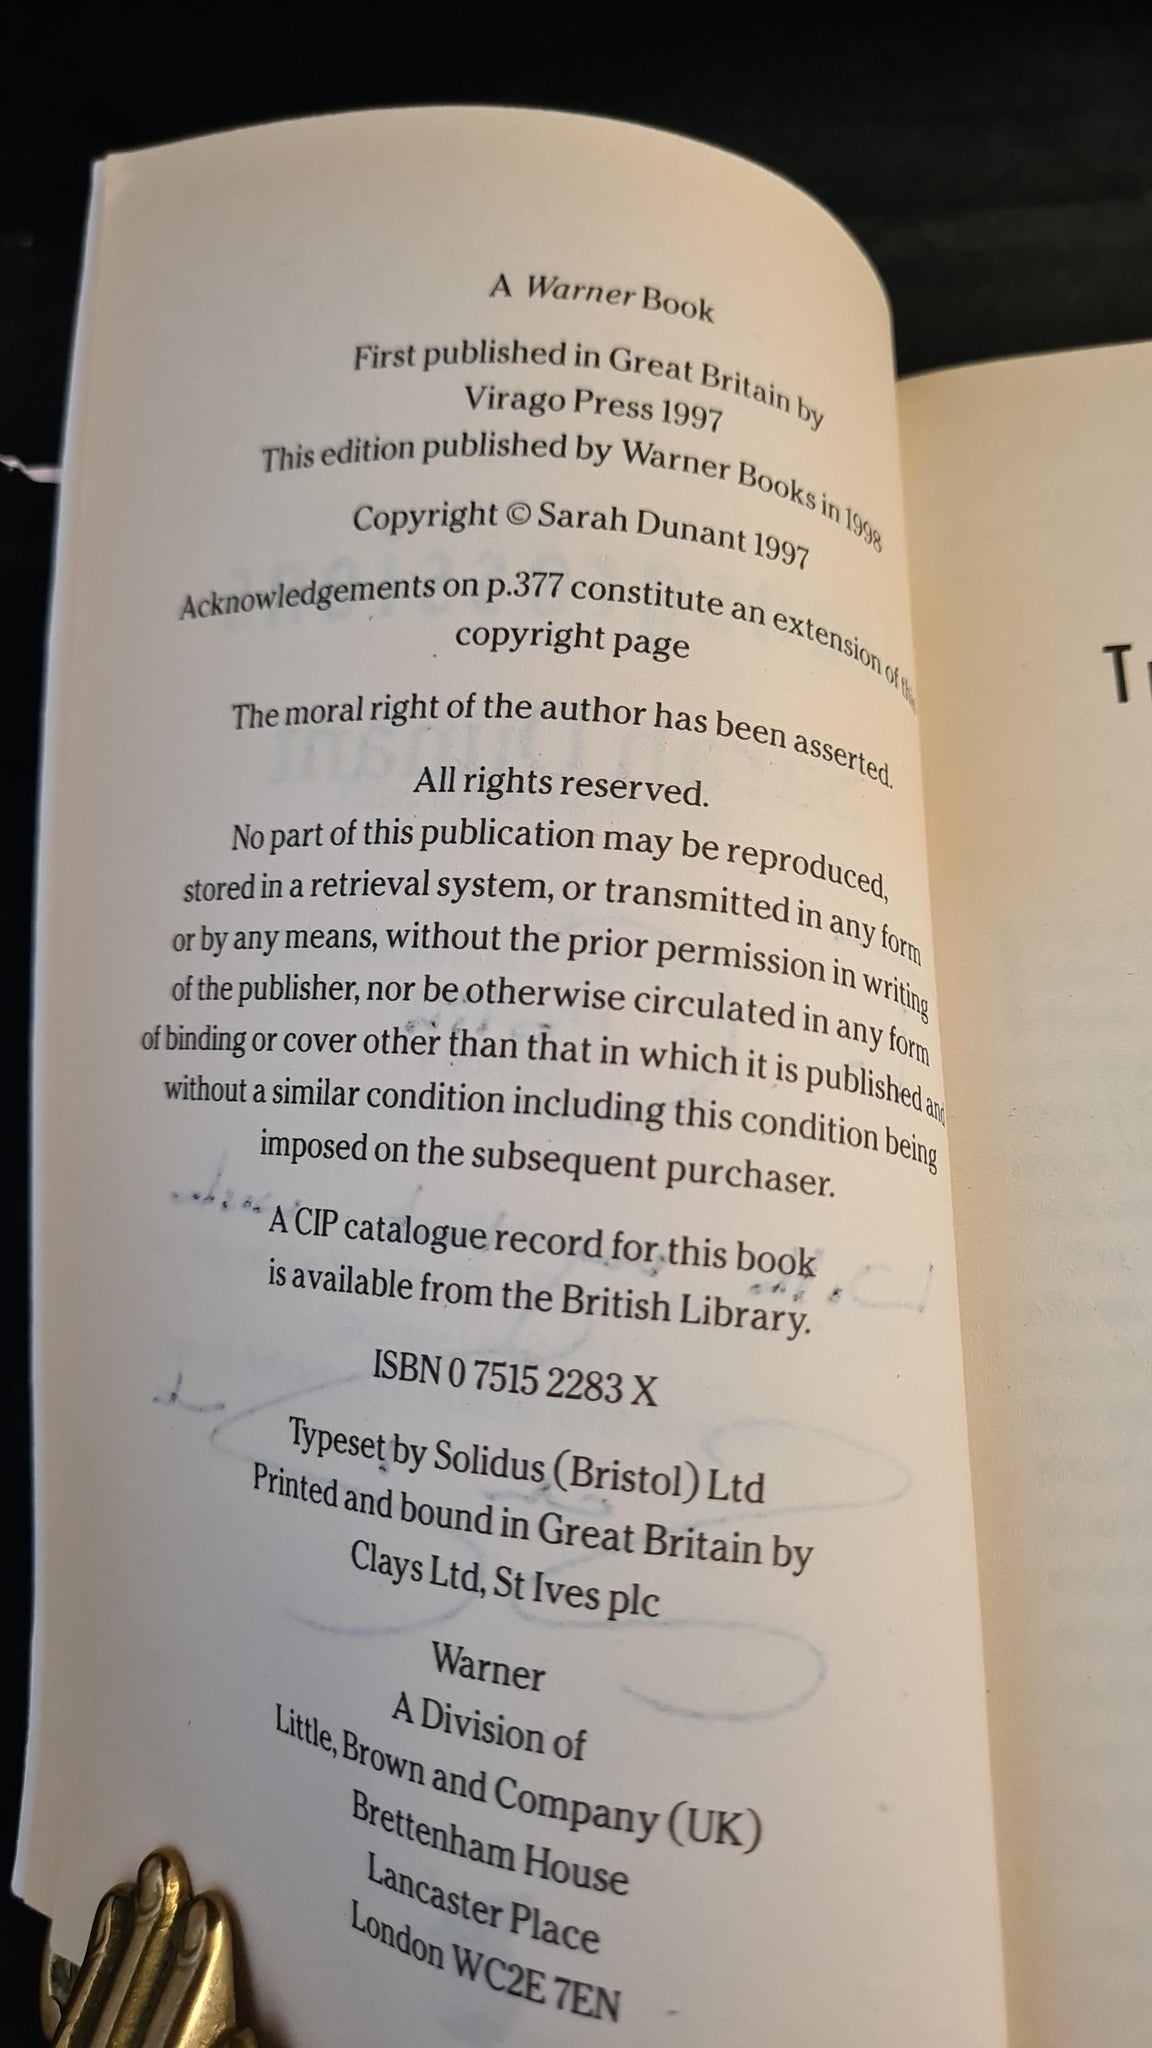 A Warner Book
First published in Great Britain by
Virago Press 1997
This edition published by Warner Books in 1998
Copyright © Sarah Dunant 1997
Acknowledgements on p.377 constitute an extension of this
copyright page
The moral right of the author has been asserted.
All rights reserved.
No part of this publication may be reproduced,
stored in a retrieval system, or transmitted in any form
or by any means, without the prior permission in writing
of the publisher, nor be otherwise circulated in any form
of binding or cover other than that in which it is published and
without a similar condition including this condition being
imposed on the subsequent purchaser.
A CIP catalogue record for this book
is available from the British Library.
ISBN 0 7515 2283 X
Typeset by Solidus (Bristol) Ltd
Printed and bound in Great Britain by
Clays Ltd, St Ives plc
Warner
A Division of
Little, Brown and Company (UK)
Brettenham House
Lancaster Place
London WC2E 7EN